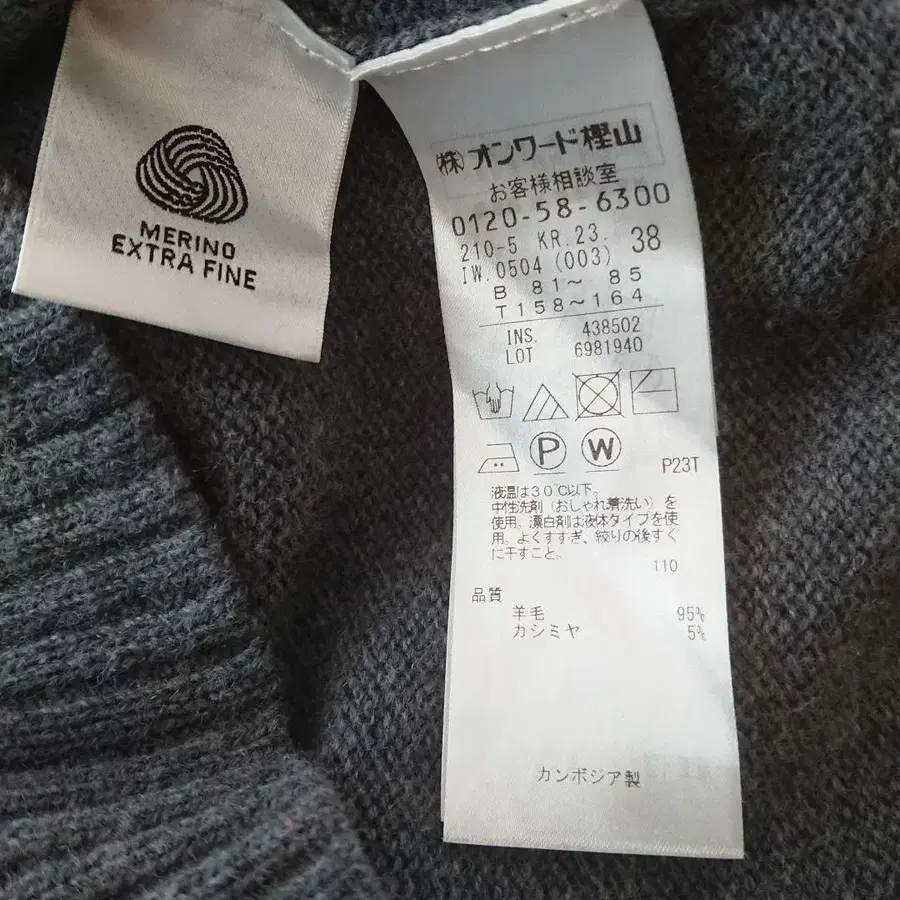 MERINO
EXTRA FINE
㈱オンワード樫山
お客様相談室
0120-58-6300
210-5 KR.23. 38
IW.0504 (003)
B 81～ 85
T158～164
INS. 438502
LOT 6981940
P W
P23T
液温は30℃以下。
中性洗剤（おしゃれ着洗い）を
使用。漂白剤は液体タイプを使
用。よくすすぎ、絞りの後すぐ
に干すこと。
110
品質
羊毛 95%
カシミヤ 5%
カンボジア製